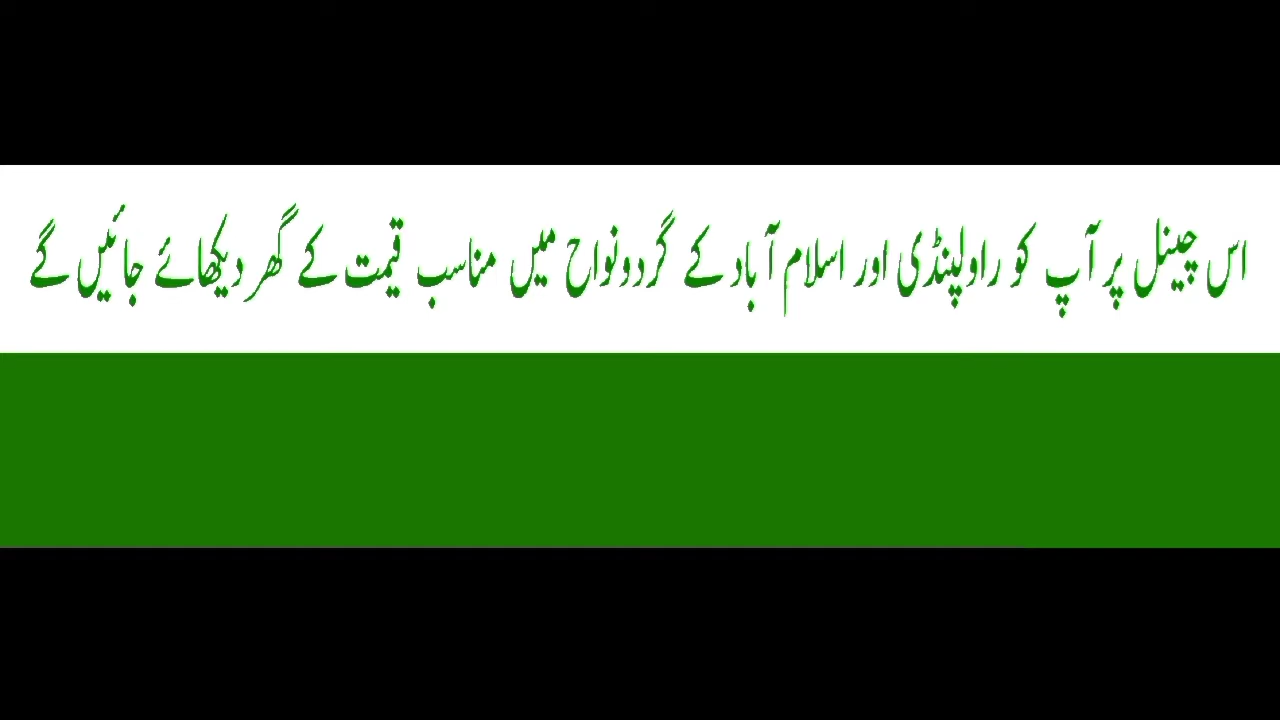 اس چینل پر آپ کو راولپنڈی اور اسلام آباد کے گردونواح میں مناسب قیمت کے گھر دیکھائے جائیں گے